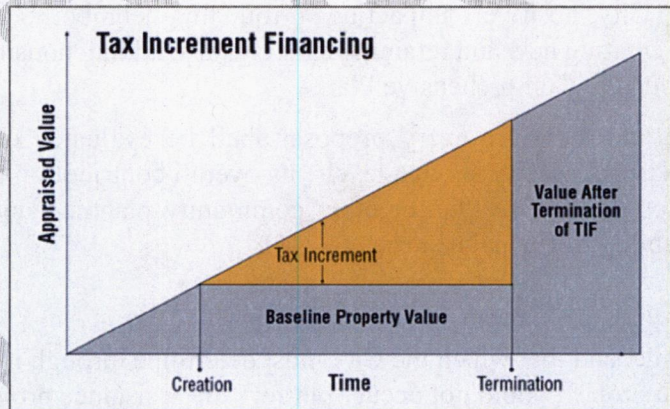 Tax Increment Financing
Appraised Value
Value After
Termination
of TIF
Tax Increment
Baseline Property Value
Creation
Time
Termination